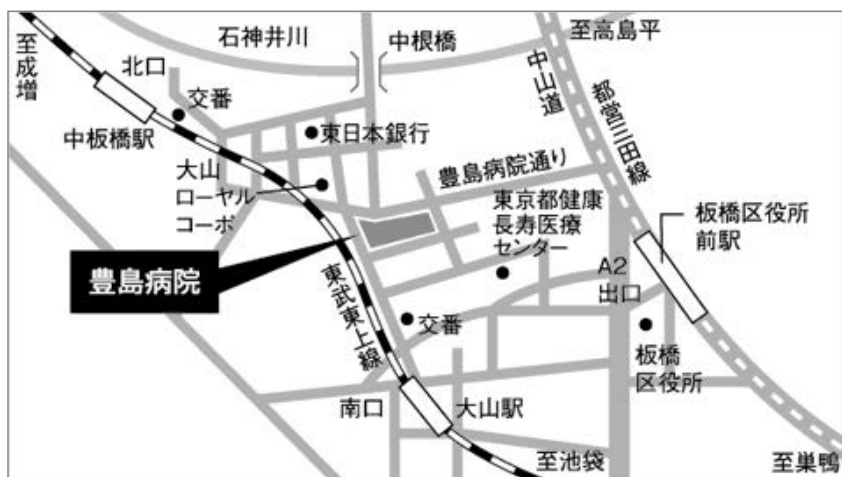 石神井川
中根橋
至高島平
至成増
北口
交番
中板橋駅
東日本銀行
中山道
都営三田線
大山
ローヤル
コーポ
豊島病院通り
東京都健康
長寿医療
センター
板橋区役所
前駅
豊島病院
A2
出口
東武東上線
交番
板橋
区役所
南口
大山駅
至池袋
至巣鴨